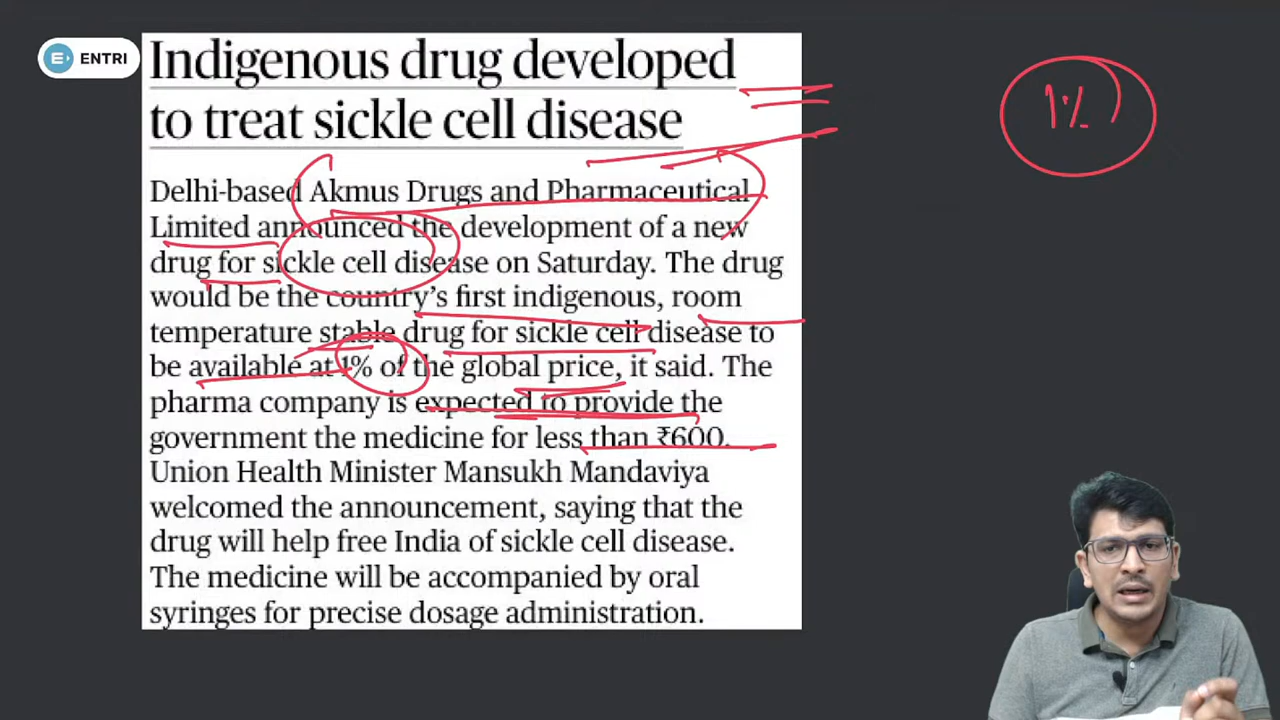 ENTRI
Indigenous drug developed
to treat sickle cell disease
1%
Delhi-based Akmus Drugs and Pharmaceutical
Limited announced the development of a new
drug for sickle cell disease on Saturday. The drug
would be the country's first indigenous, room
temperature stable drug for sickle cell disease to
be available at 1% of the global price, it said. The
pharma company is expected to provide the
government the medicine for less than ₹600.
Union Health Minister Mansukh Mandaviya
welcomed the announcement, saying that the
drug will help free India of sickle cell disease.
The medicine will be accompanied by oral
syringes for precise dosage administration.